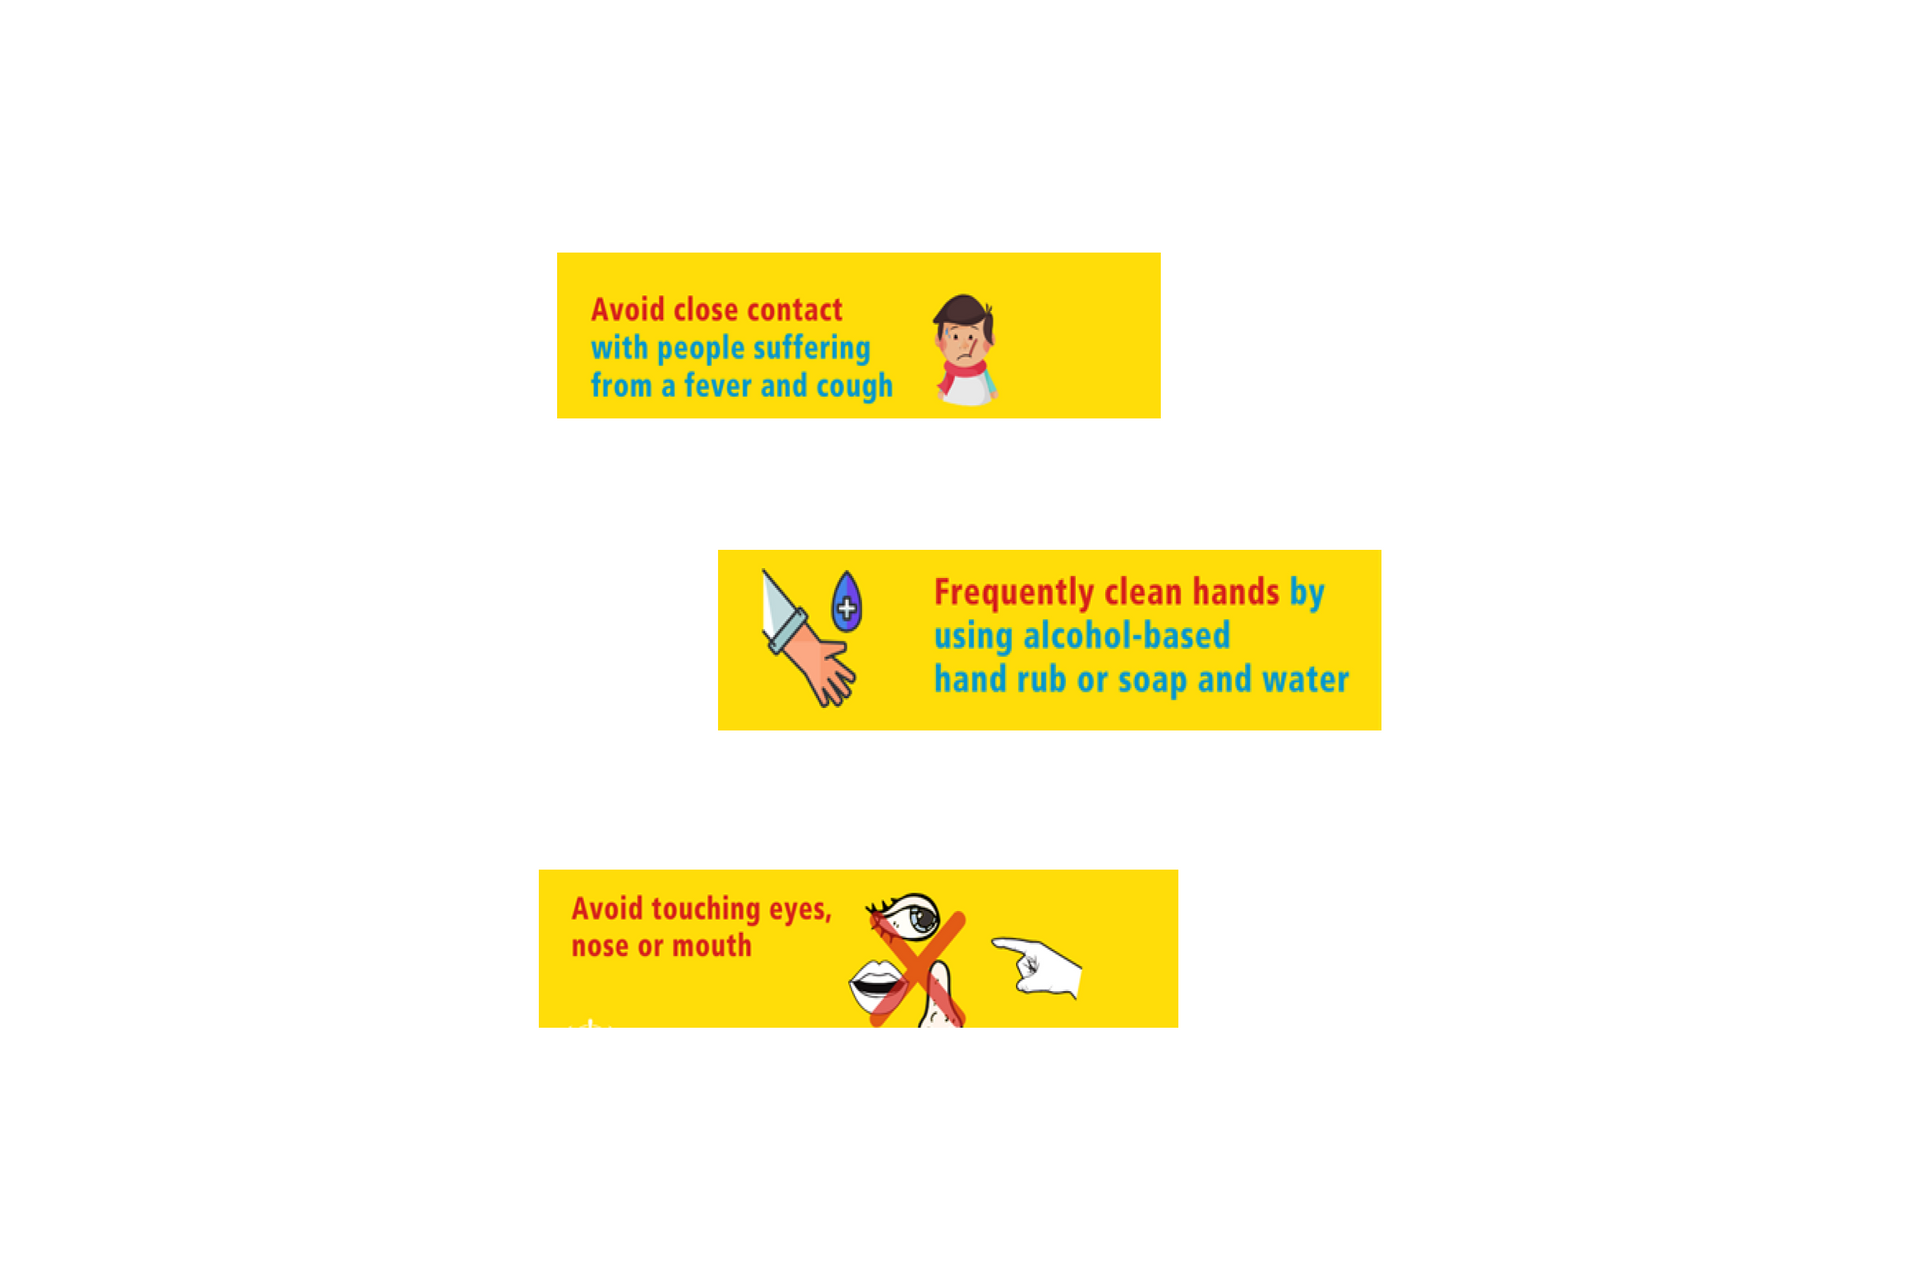 Avoid close contact
with people suffering
from a fever and cough
Frequently clean hands by
using alcohol-based
hand rub or soap and water
Avoid touching eyes,
nose or mouth